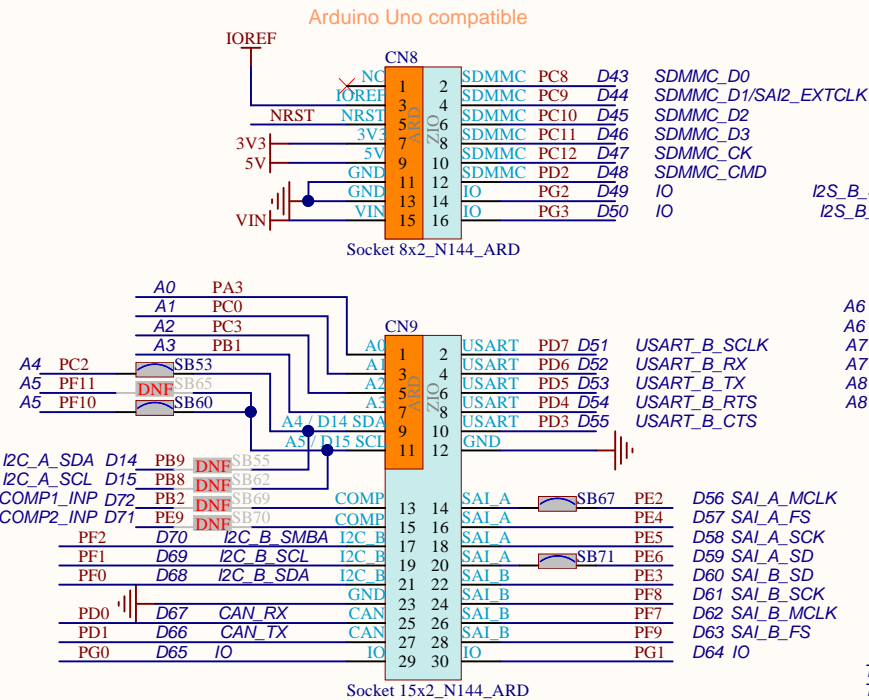 Arduino Uno compatible
IOREF
CN8
NC 1 2 SDMMC PC8 D43 SDMMC_D0
IOREF 3 4 SDMMC PC9 D44 SDMMC_D1/SAI2_EXTCLK
NRST NRST 5 6 SDMMC PC10 D45 SDMMC_D2
3V3 3V3 7 8 SDMMC PC11 D46 SDMMC_D3
5V 5V 9 10 SDMMC PC12 D47 SDMMC_CK
GND 11 12 SDMMC PD2 D48 SDMMC_CMD
GND 13 14 IO PG2 D49 IO I2S_B_
VIN VIN 15 16 IO PG3 D50 IO I2S_B_
ARD ZIO
Socket 8x2_N144_ARD
A0 PA3
A1 PC0
A2 PC3
A3 PB1
CN9
A0 1 2 USART PD7 D51 USART_B_SCLK
A4 PC2 SB53 A1 3 4 USART PD6 D52 USART_B_RX
A5 PF11 DNF SB65 A2 5 6 USART PD5 D53 USART_B_TX
A5 PF10 SB60 A3 7 8 USART PD4 D54 USART_B_RTS
A4 / D14 SDA 9 10 USART PD3 D55 USART_B_CTS
A5 / D15 SCL 11 12 GND
ARD ZIO
A6
A6
A7
A7
A8
A8
I2C_A_SDA D14 PB9 DNF SB55
I2C_A_SCL D15 PB8 DNF SB62
COMP1_INP D72 PB2 DNF SB69 COMP 13 14 SAI_A SB67 PE2 D56 SAI_A_MCLK
COMP2_INP D71 PE9 DNF SB70 COMP 15 16 SAI_A PE4 D57 SAI_A_FS
PF2 D70 I2C_B_SMBA I2C_B 17 18 SAI_A PE5 D58 SAI_A_SCK
PF1 D69 I2C_B_SCL I2C_B 19 20 SAI_A SB71 PE6 D59 SAI_A_SD
PF0 D68 I2C_B_SDA I2C_B 21 22 SAI_B PE3 D60 SAI_B_SD
GND 23 24 SAI_B PF8 D61 SAI_B_SCK
PD0 D67 CAN_RX CAN 25 26 SAI_B PF7 D62 SAI_B_MCLK
PD1 D66 CAN_TX CAN 27 28 SAI_B PF9 D63 SAI_B_FS
PG0 D65 IO IO 29 30 IO PG1 D64 IO
Socket 15x2_N144_ARD